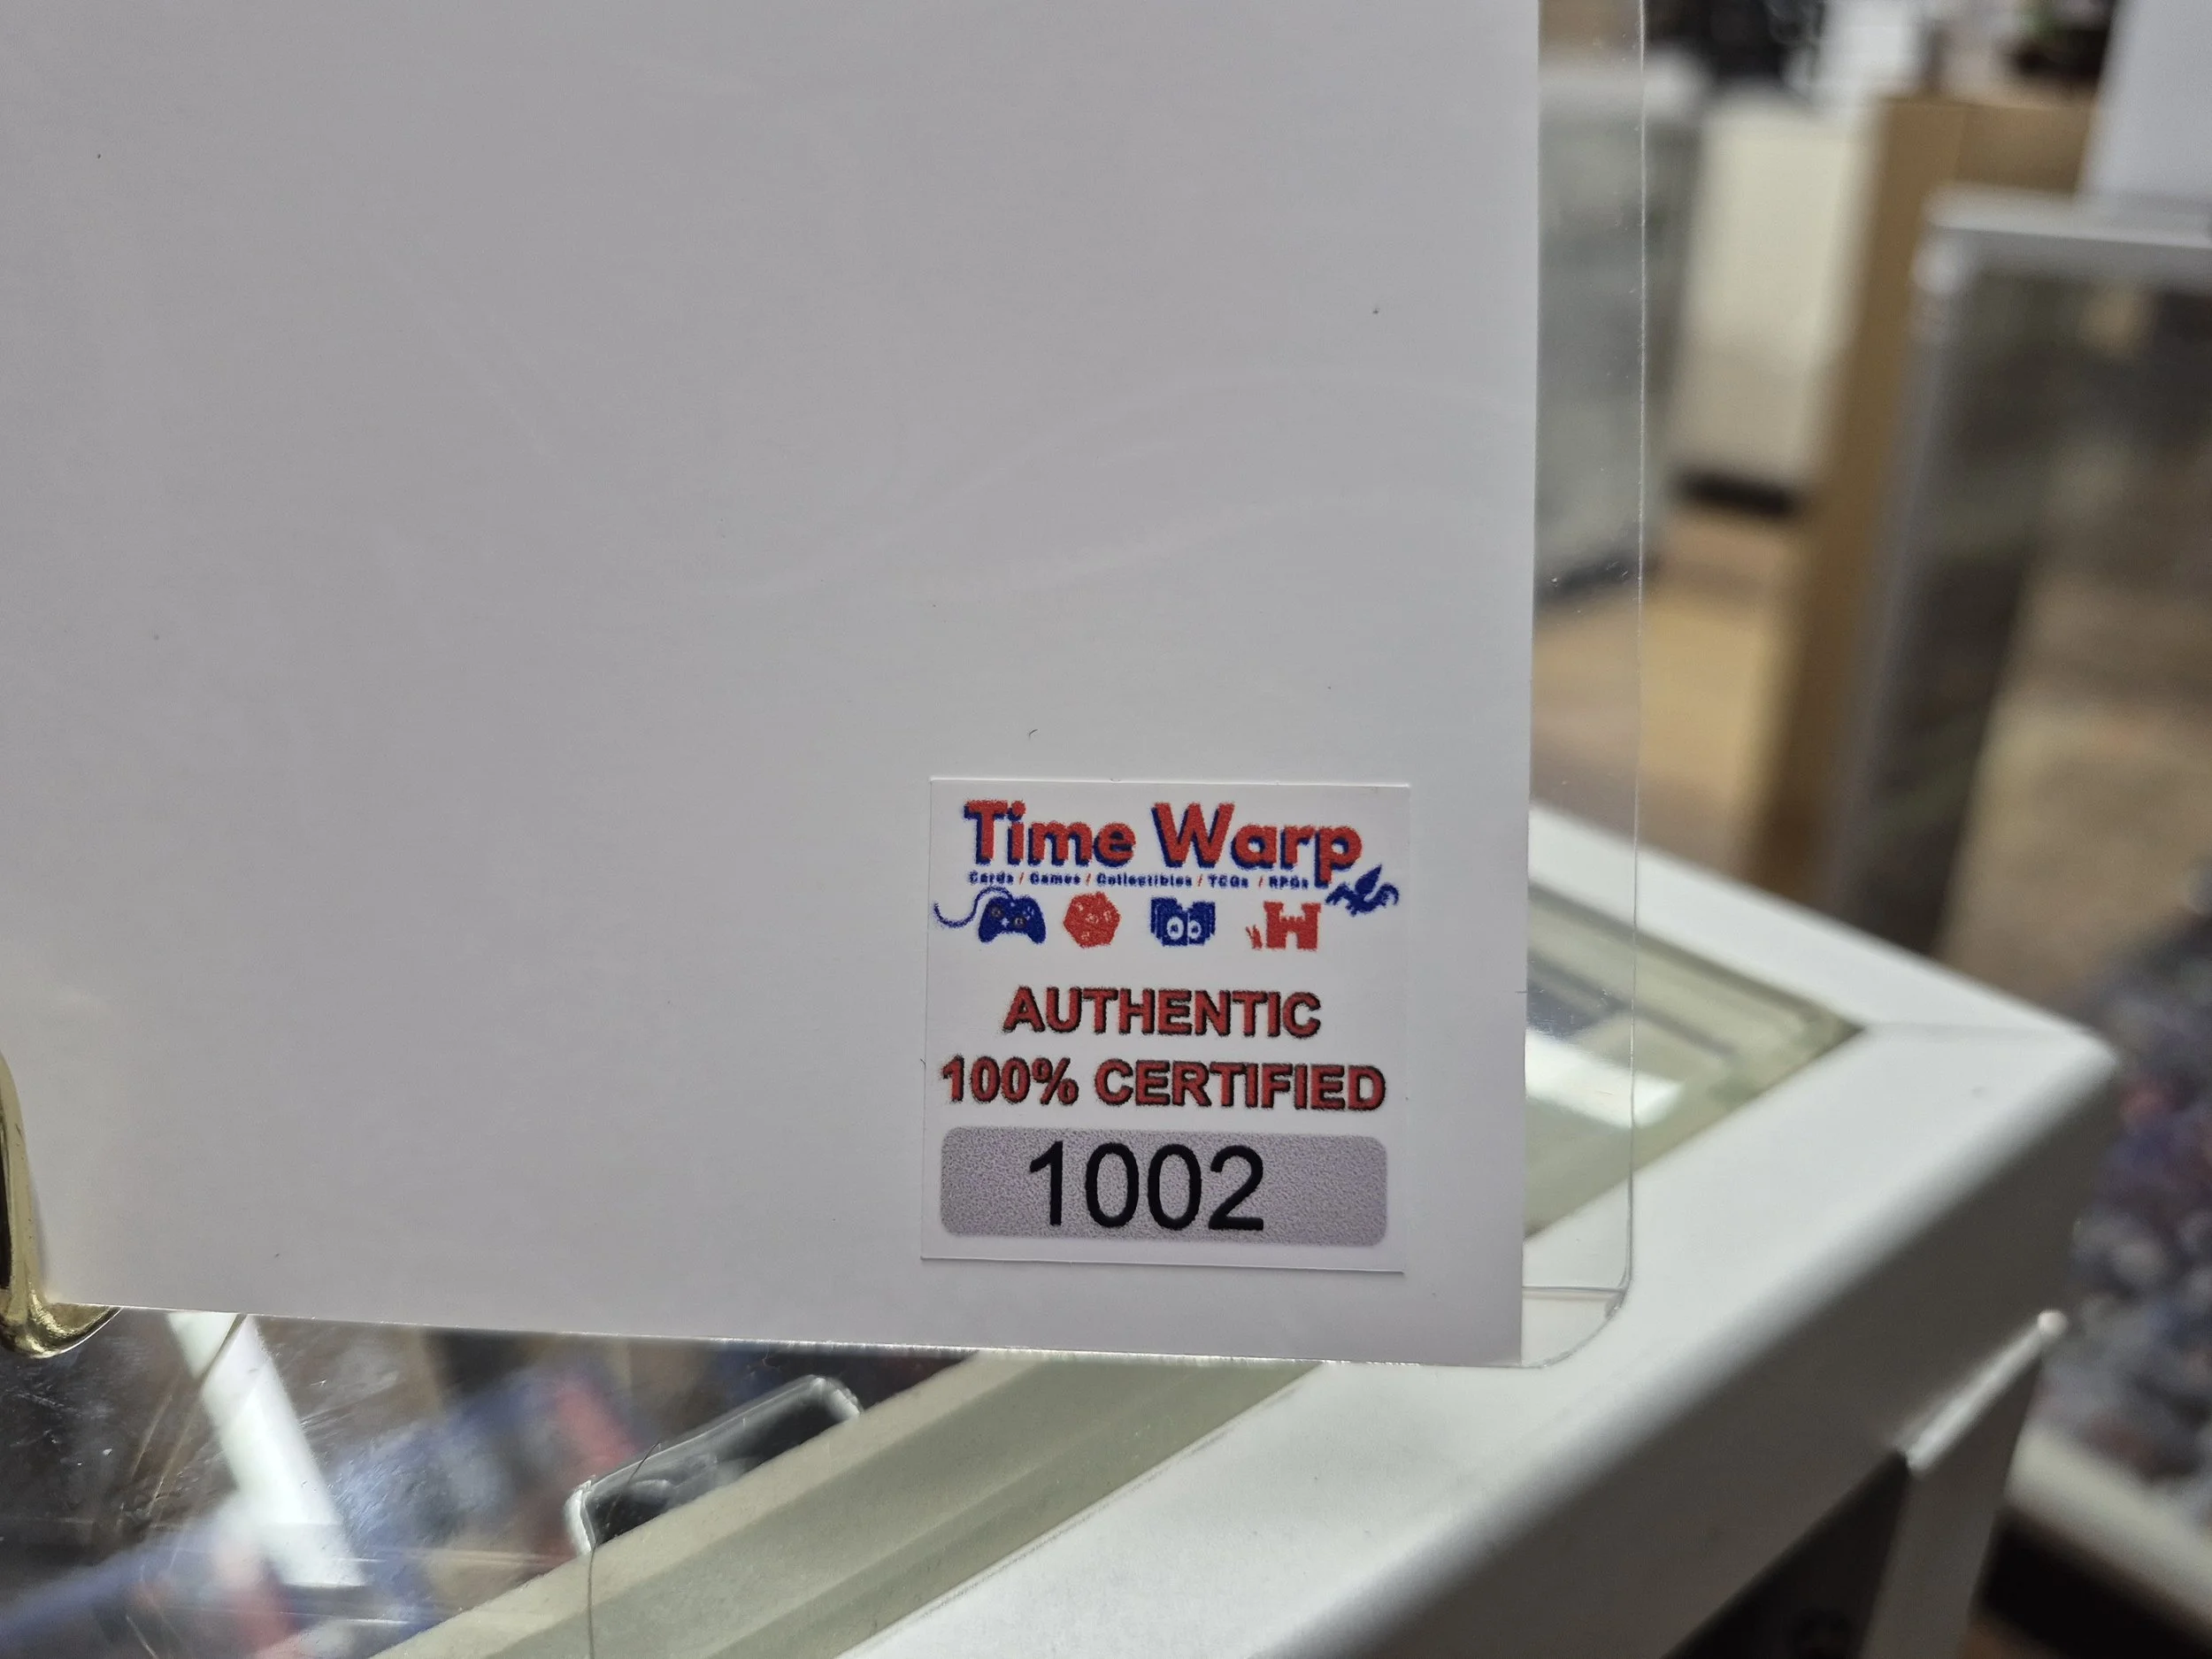 Time Warp
Cards / Games / Collectibles / TCGs / RPGs
AUTHENTIC
100% CERTIFIED
1002